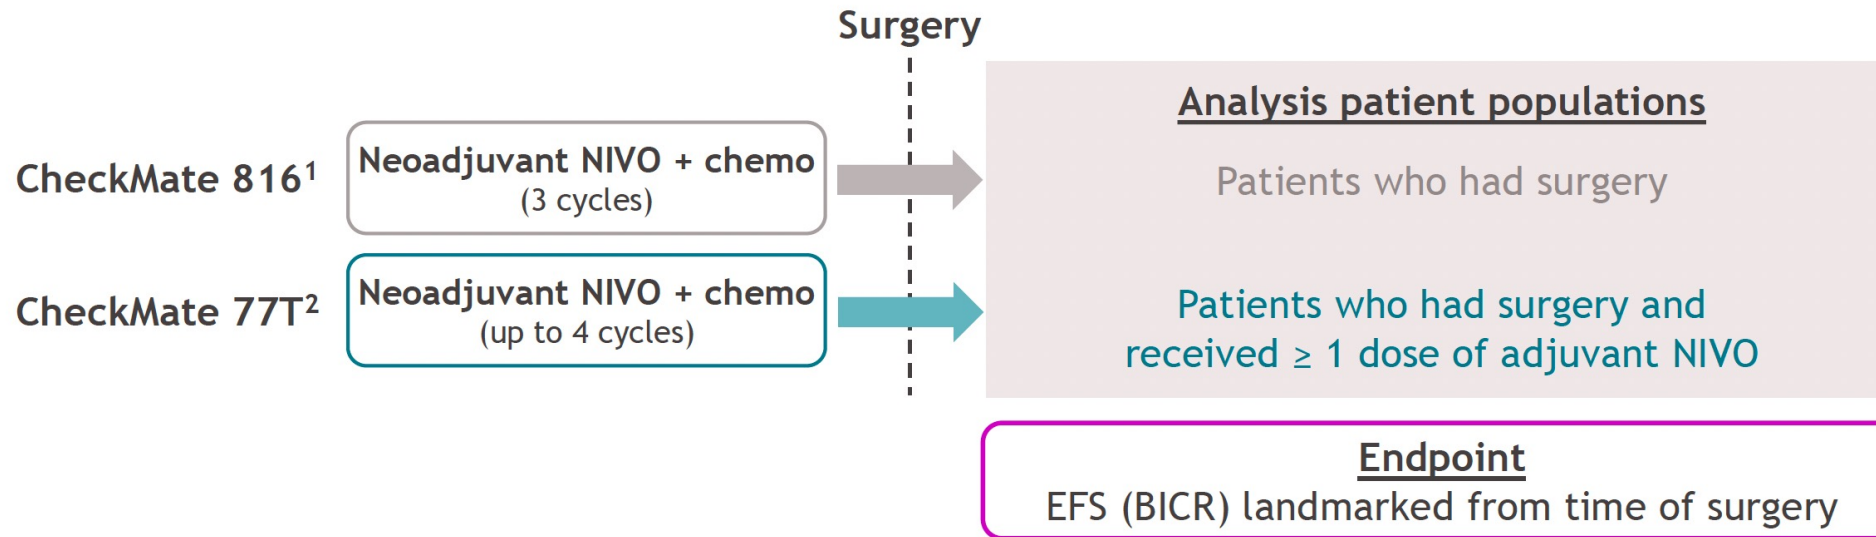 Surgery
Analysis patient populations
CheckMate 816¹
Neoadjuvant NIVO + chemo
(3 cycles)
Patients who had surgery
CheckMate 77T²
Neoadjuvant NIVO + chemo
(up to 4 cycles)
Patients who had surgery and
received ≥ 1 dose of adjuvant NIVO
Endpoint
EFS (BICR) landmarked from time of surgery